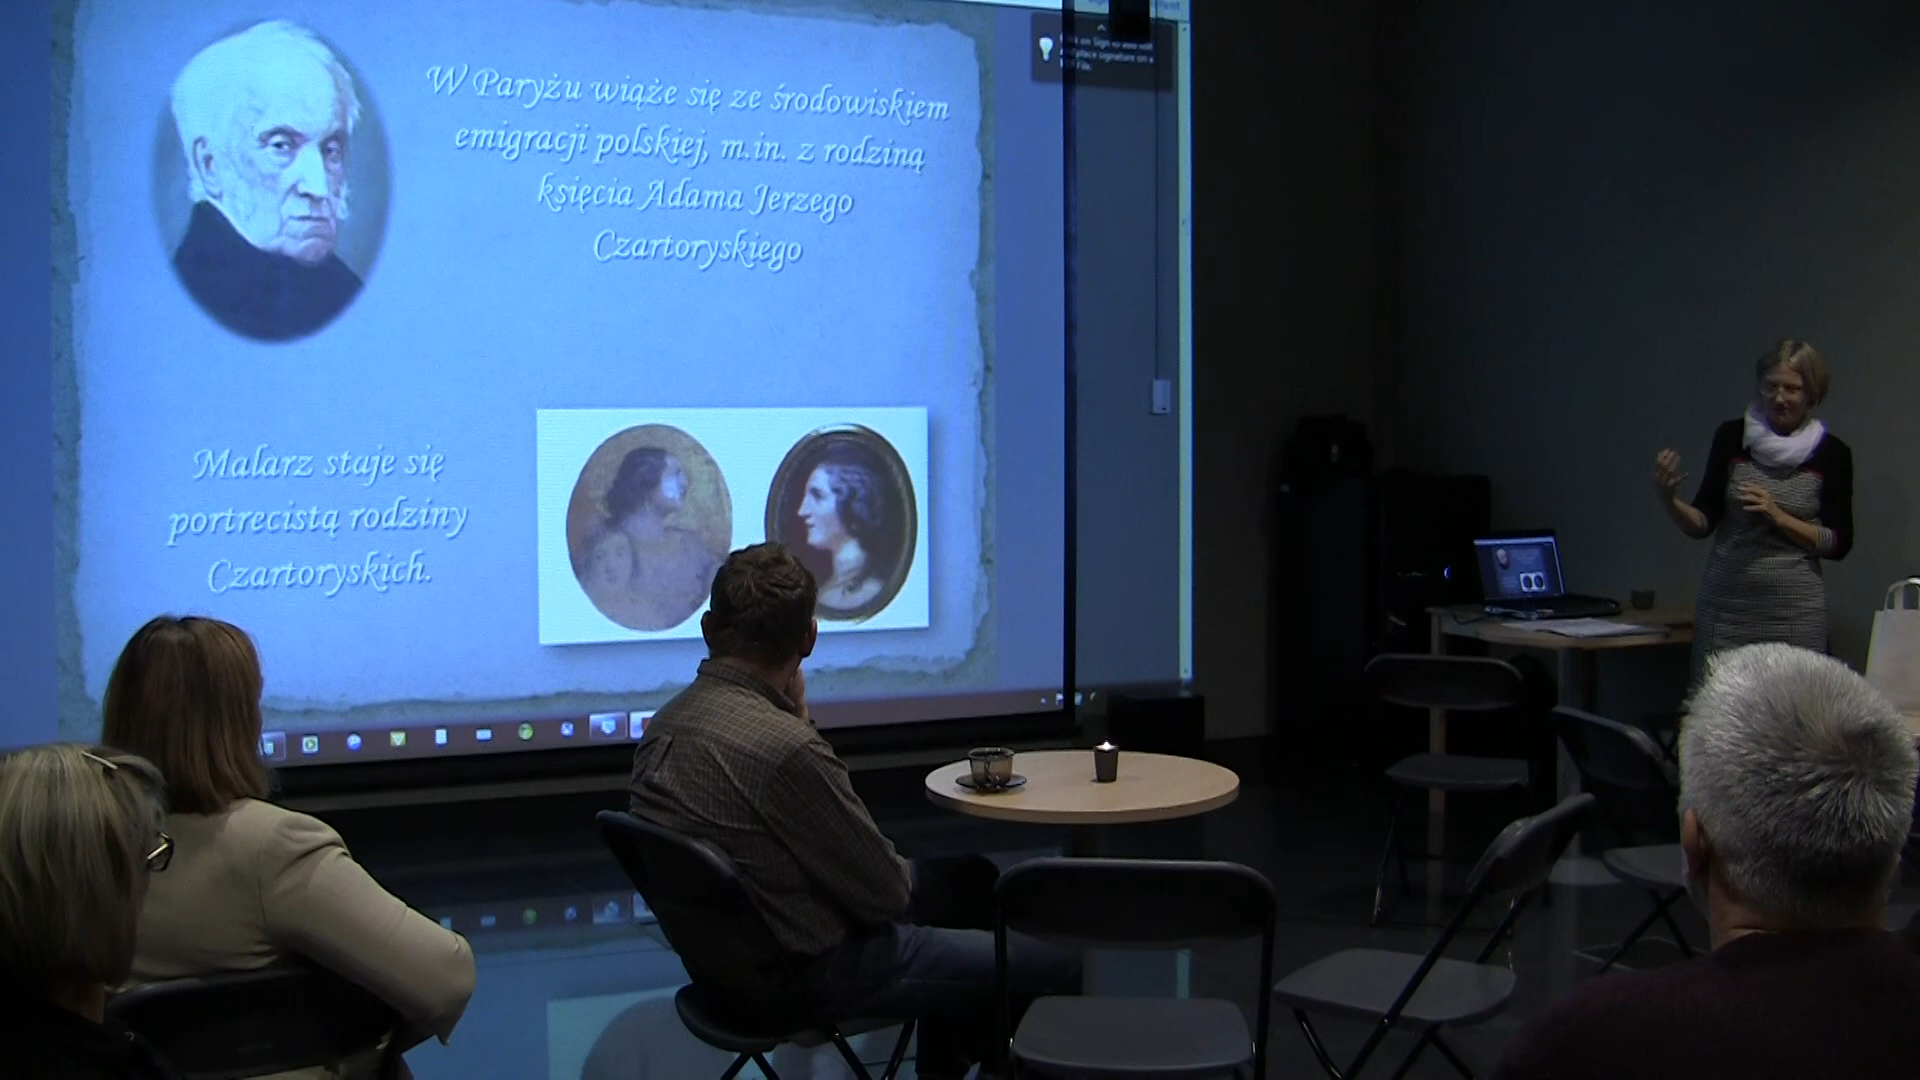 W Paryżu wiąże się ze środowiskiem
emigracji polskiej, m.in. z rodziną
księcia Adama Jerzego
Czartoryskiego
Malarz staje się
portrecistą rodziny
Czartoryskich.